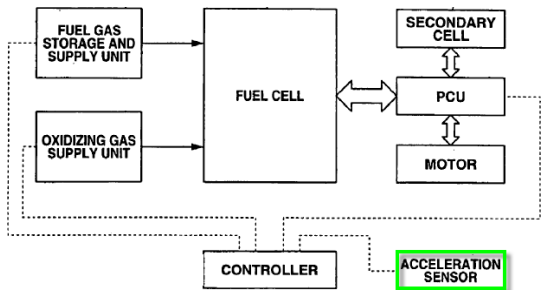 FUEL GAS
STORAGE AND
SUPPLY UNIT
OXIDIZING GAS
SUPPLY UNIT
FUEL CELL
SECONDARY
CELL
PCU
MOTOR
CONTROLLER
ACCELERATION
SENSOR